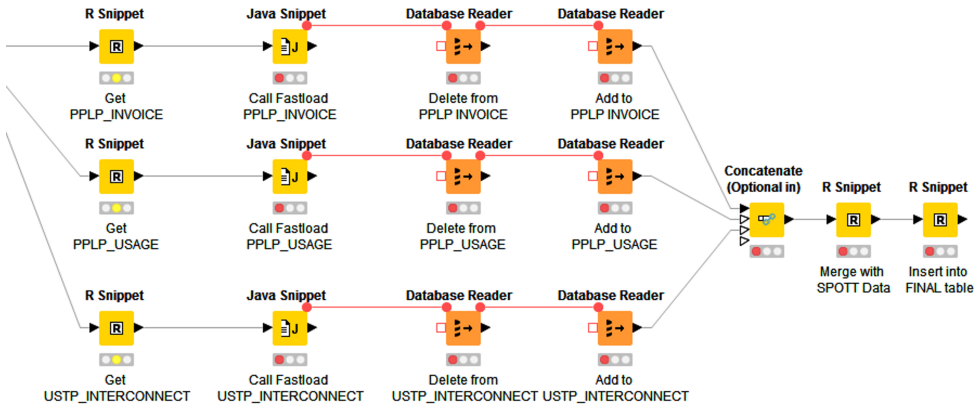 R Snippet Java Snippet Database Reader Database Reader
R J
Get Call Fastload Delete from Add to
PPLP_INVOICE PPLP_INVOICE PPLP INVOICE PPLP INVOICE
R Snippet Java Snippet Database Reader Database Reader
R J
Get Call Fastload Delete from Add to
PPLP_USAGE PPLP_USAGE PPLP_USAGE PPLP_USAGE
Concatenate
(Optional in) R Snippet R Snippet
R R
Merge with Insert into
SPOTT Data FINAL table
R Snippet Java Snippet Database Reader Database Reader
R J
Get Call Fastload Delete from Add to
USTP_INTERCONNECT USTP_INTERCONNECT USTP_INTERCONNECT USTP_INTERCONNECT